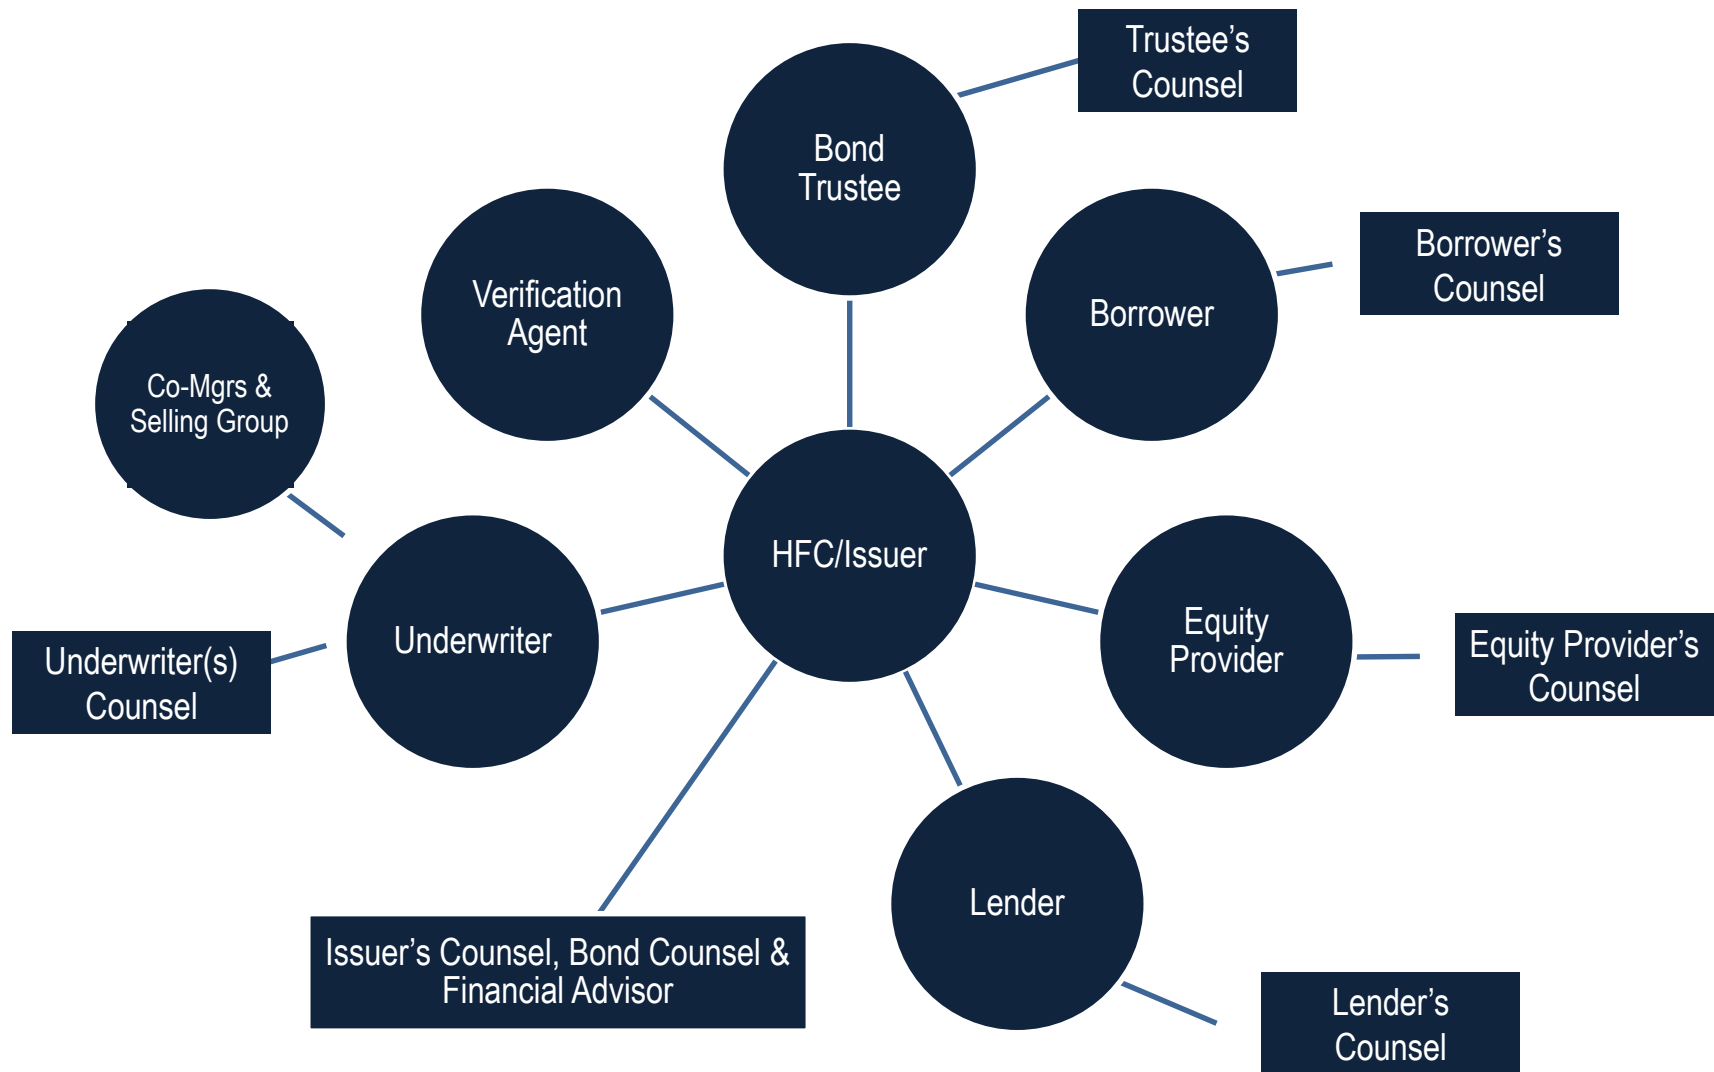 Trustee’s
Counsel
Bond
Trustee
Borrower’s
Counsel
Verification
Agent
Borrower
Co-Mgrs &
Selling Group
HFC/Issuer
Underwriter
Equity
Provider
Underwriter(s)
Counsel
Equity Provider’s
Counsel
Lender
Issuer’s Counsel, Bond Counsel &
Financial Advisor
Lender’s
Counsel